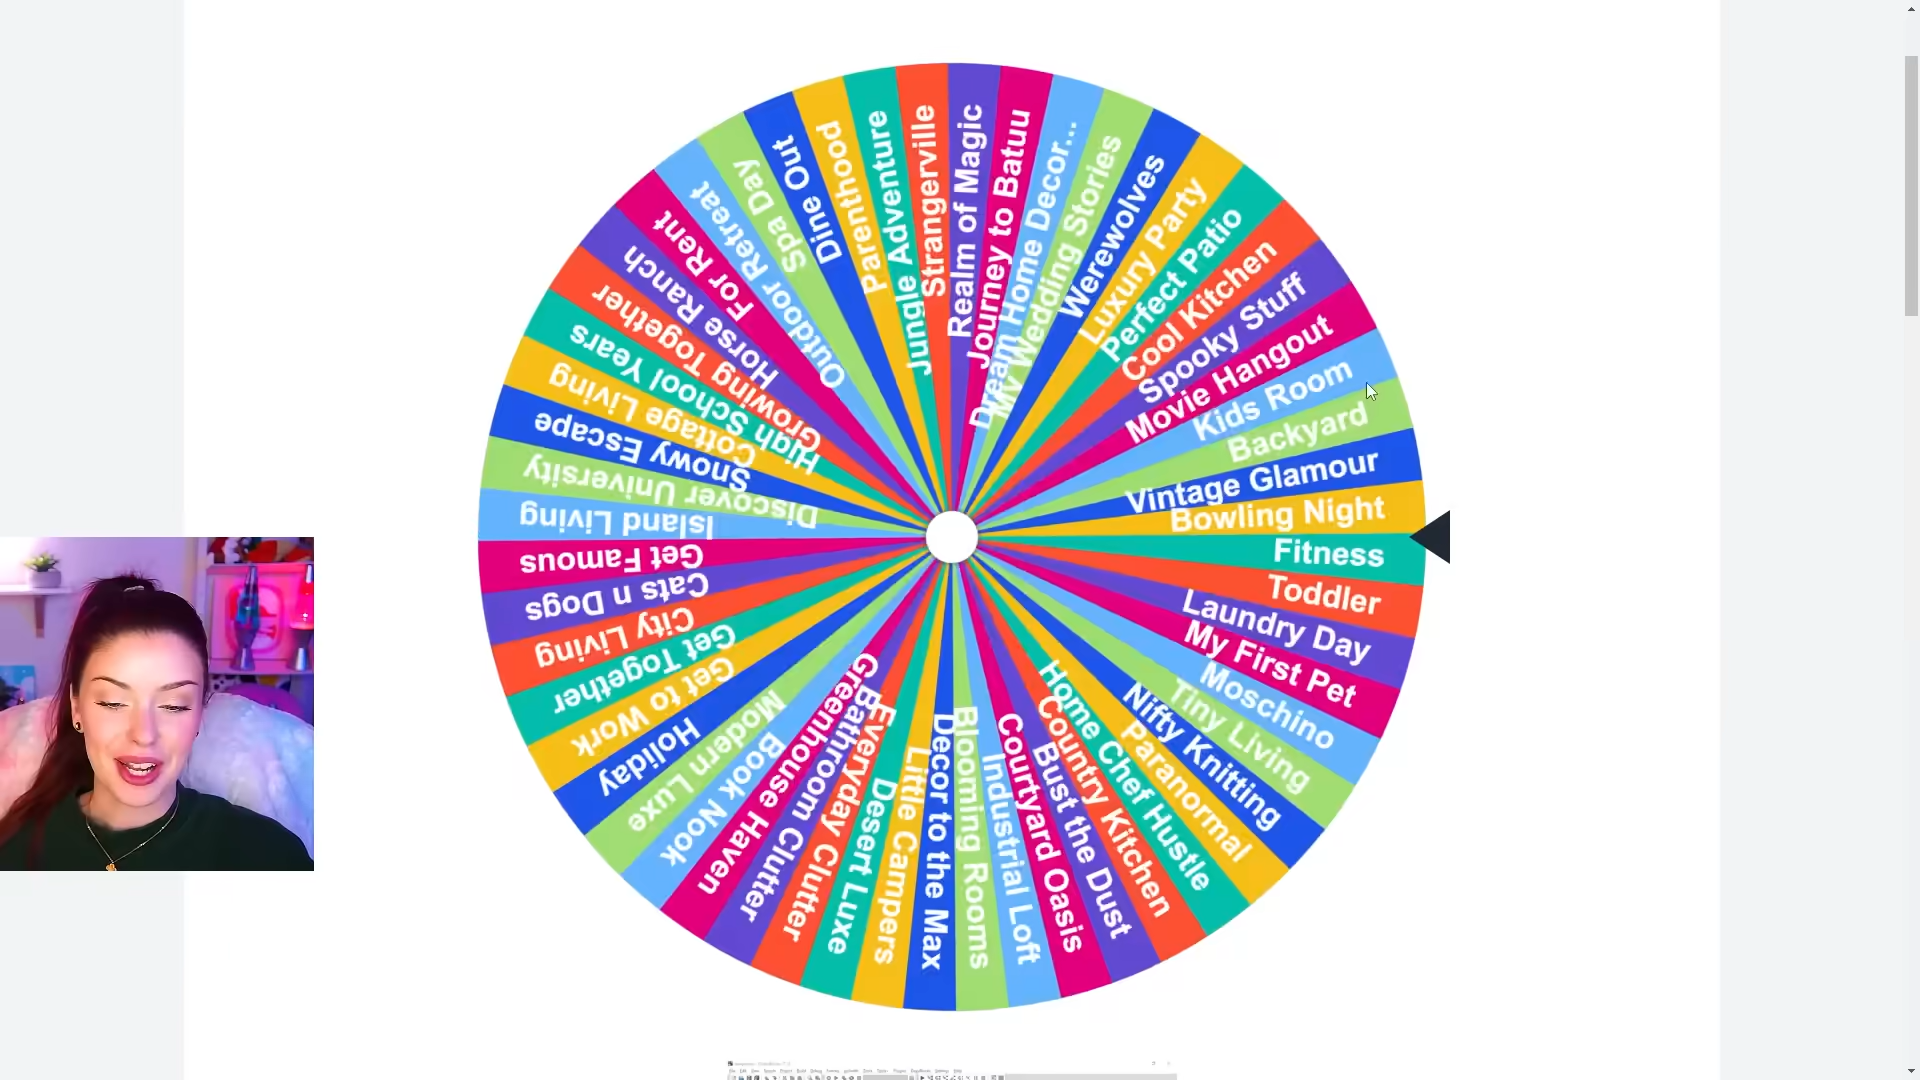 Realm of Magic
Journey to Batuu
Dream Home Decor...
My Wedding Stories
Werewolves
Luxury Party
Perfect Patio
Cool Kitchen
Spooky Stuff
Movie Hangout
Kids Room
Backyard
Vintage Glamour
Bowling Night
Fitness
Toddler
Laundry Day
My First Pet
Moschino
Tiny Living
Nifty Knitting
Paranormal
Home Chef Hustle
Country Kitchen
Bust the Dust
Courtyard Oasis
Industrial Loft
Blooming Rooms
Decor to the Max
Little Campers
Desert Luxe
Everyday Clutter
Bathroom Clutter
Greenhouse Haven
Book Nook
Modern Luxe
Holiday
Get to Work
Get Together
City Living
Cats n Dogs
Get Famous
Island Living
Discover University
Snowy Escape
Cottage Living
High School Years
Growing Together
Horse Ranch
For Rent
Outdoor Retreat
Spa Day
Dine Out
Parenthood
Jungle Adventure
Strangerville